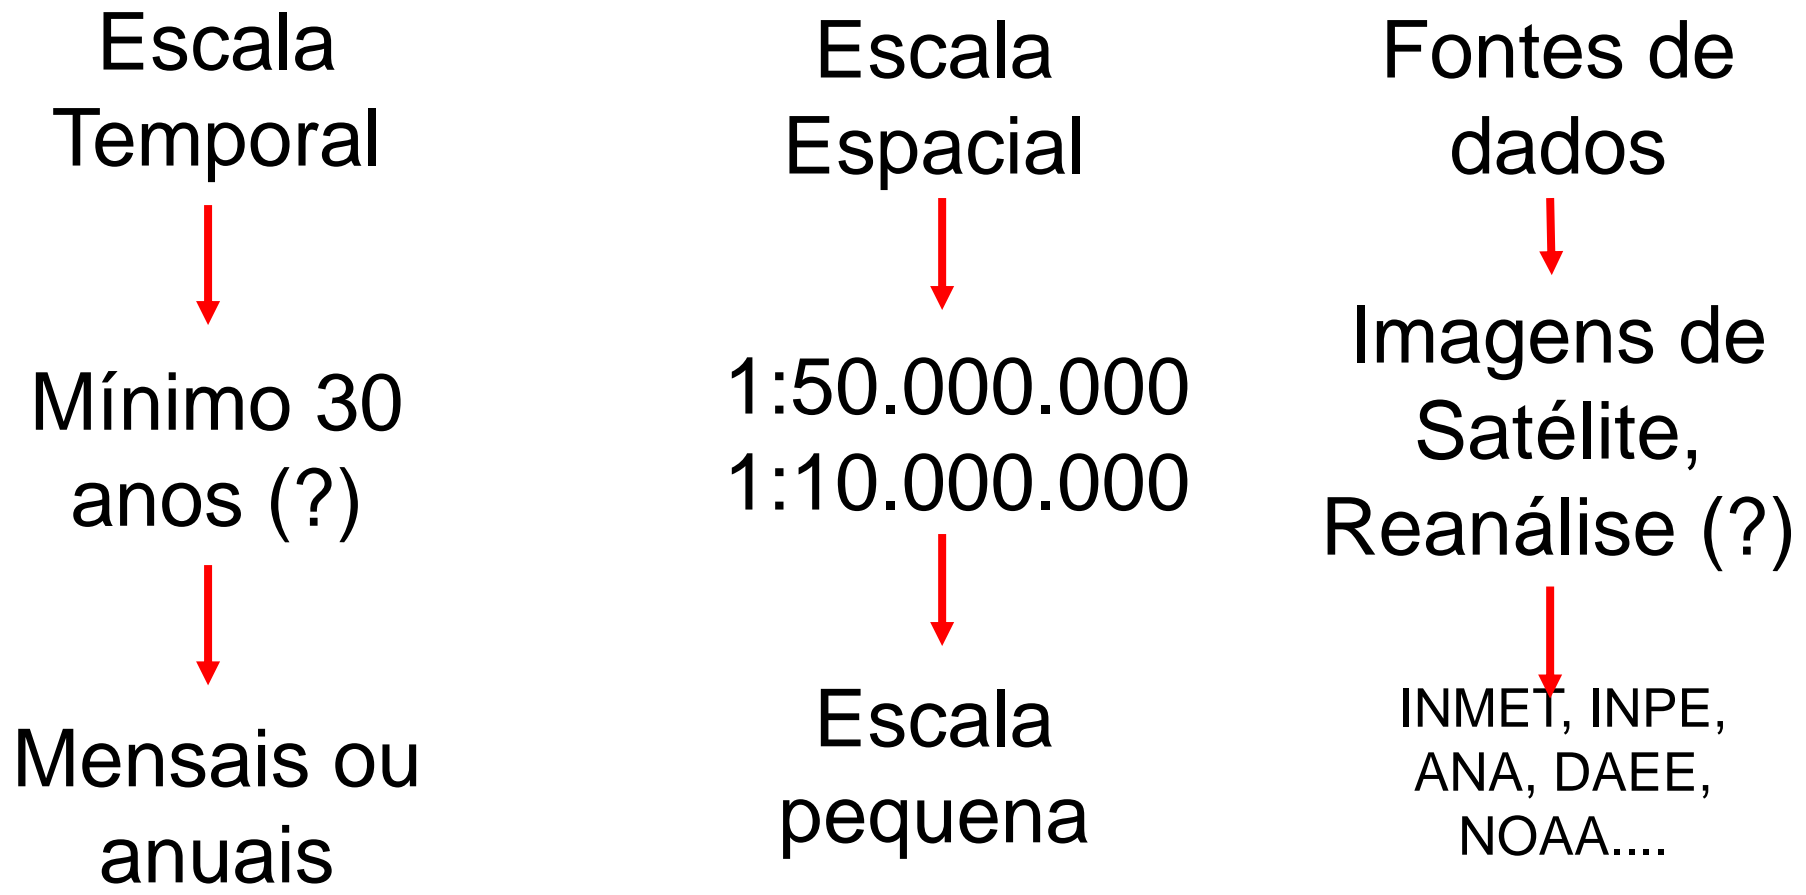 Escala
Temporal
Mínimo 30
anos (?)
Mensais ou
anuais
Escala
Espacial
1:50.000.000
1:10.000.000
Escala
pequena
Fontes de
dados
Imagens de
Satélite,
Reanálise (?)
INMET, INPE,
ANA, DAEE,
NOAA....